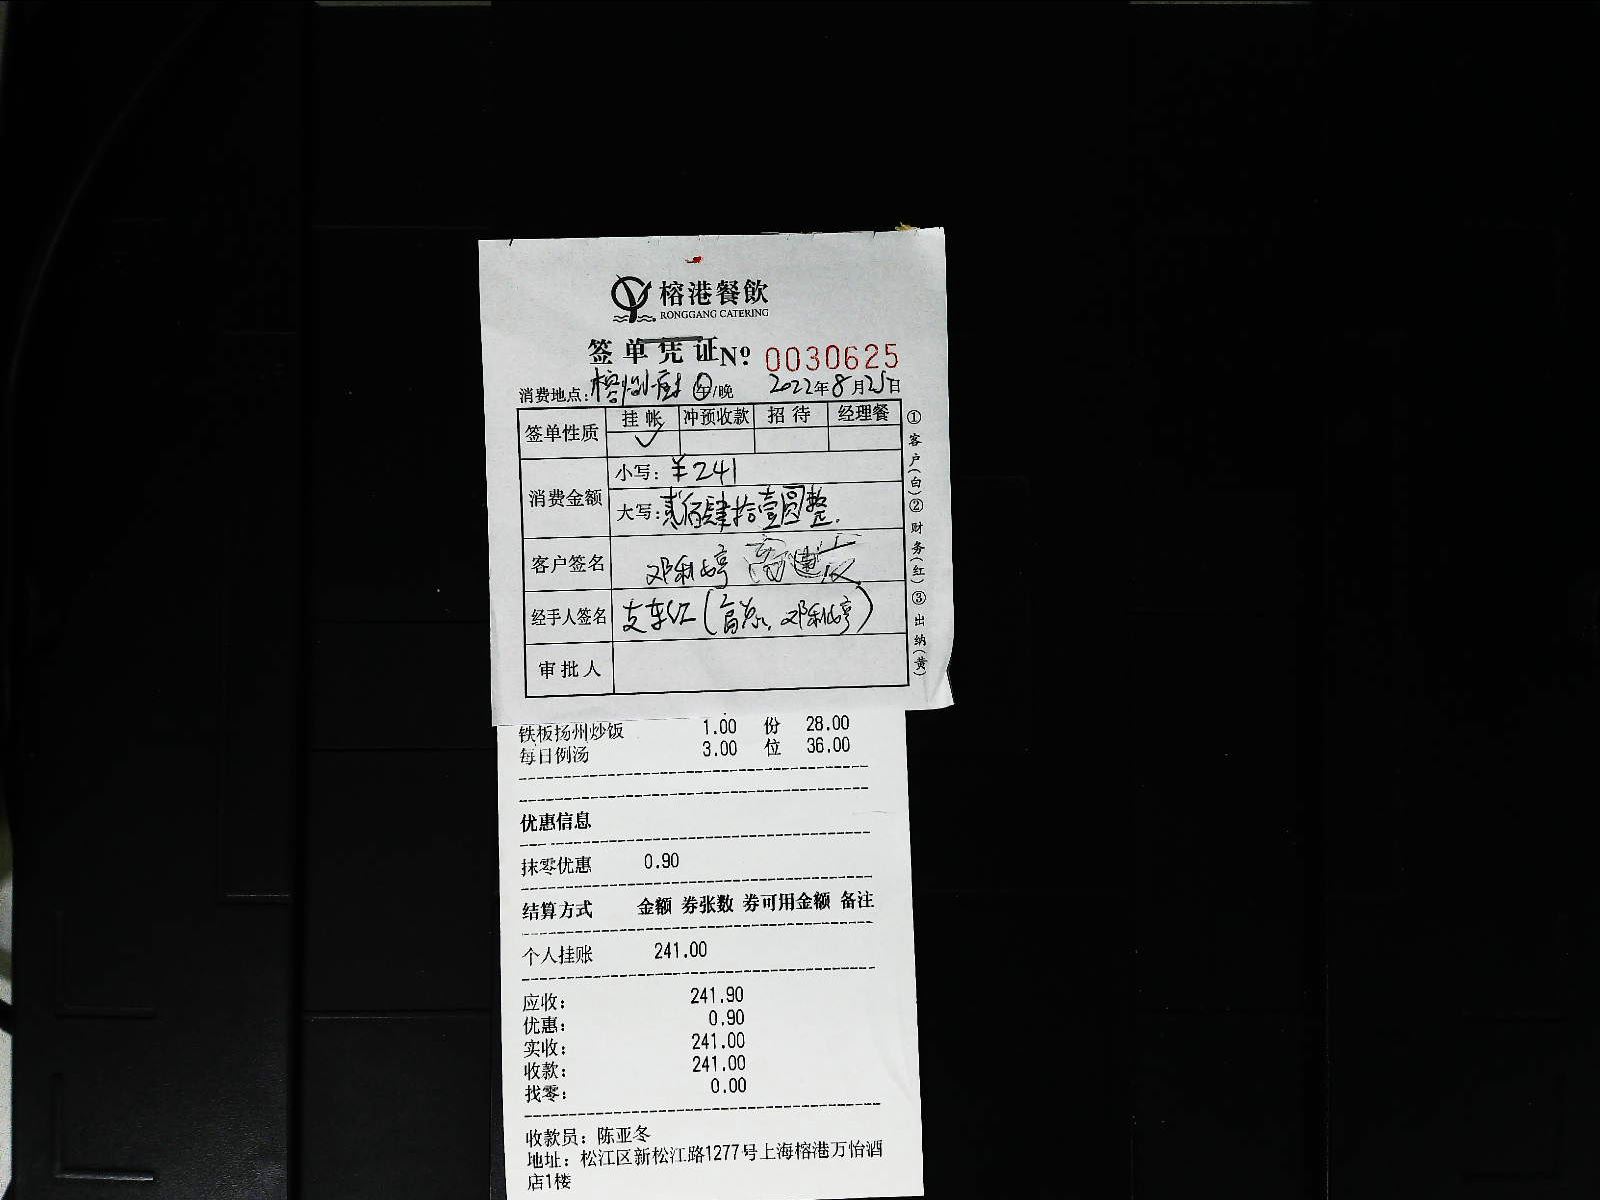 榕港餐飲
RONGGANG CATERING
签单凭证 Nº 0030625
消费地点: 午/晚 2022年8月25日
签单性质 挂帐 冲预收款 招待 经理餐
✓
消费金额 小写: ¥241
大写: 贰佰肆拾壹圆整.
客户签名 邓利婷
经手人签名 邓利婷
审批人
①客户(白)②财务(红)③出纳(黄)
铁板扬州炒饭 1.00 份 28.00
每日例汤 3.00 位 36.00
优惠信息
抹零优惠 0.90
结算方式 金额 券张数 券可用金额 备注
个人挂账 241.00
应收: 241.90
优惠: 0.90
实收: 241.00
收款: 241.00
找零: 0.00
收款员: 陈亚冬
地址: 松江区新松江路1277号上海榕港万怡酒
店1楼